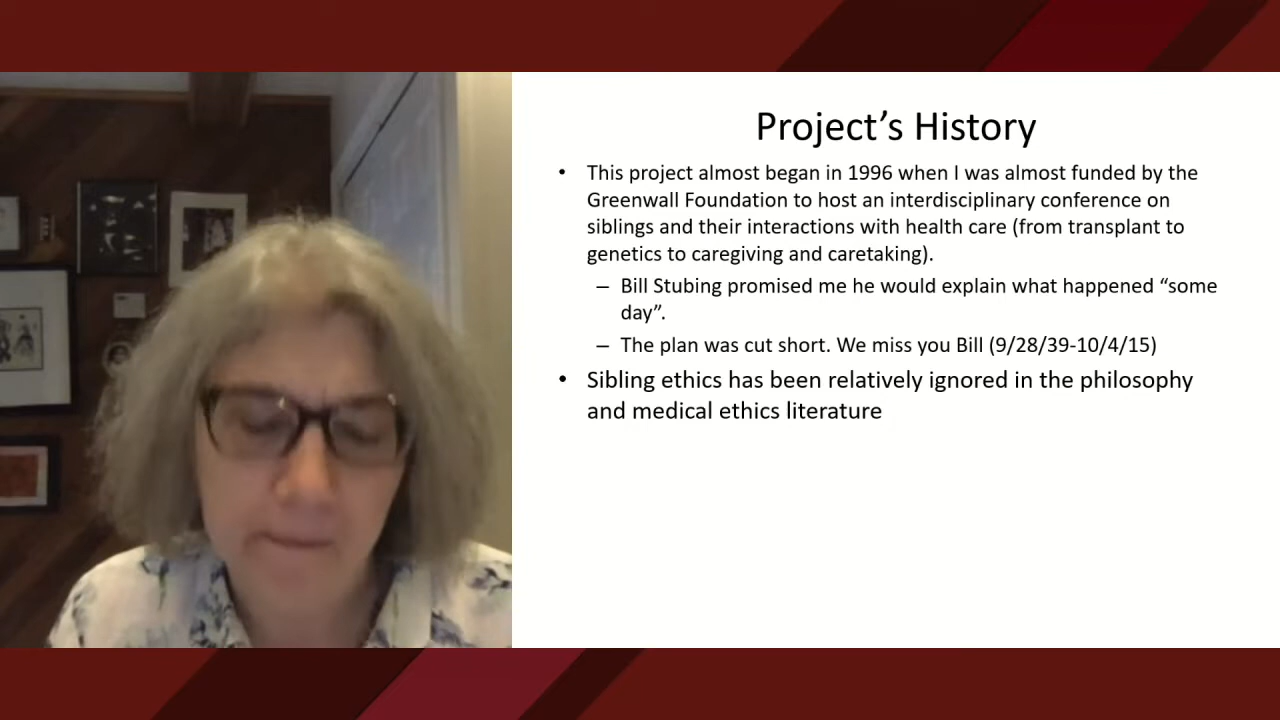 Project’s History
• This project almost began in 1996 when I was almost funded by the
Greenwall Foundation to host an interdisciplinary conference on
siblings and their interactions with health care (from transplant to
genetics to caregiving and caretaking).
– Bill Stubing promised me he would explain what happened “some
day”.
– The plan was cut short. We miss you Bill (9/28/39-10/4/15)
• Sibling ethics has been relatively ignored in the philosophy
and medical ethics literature